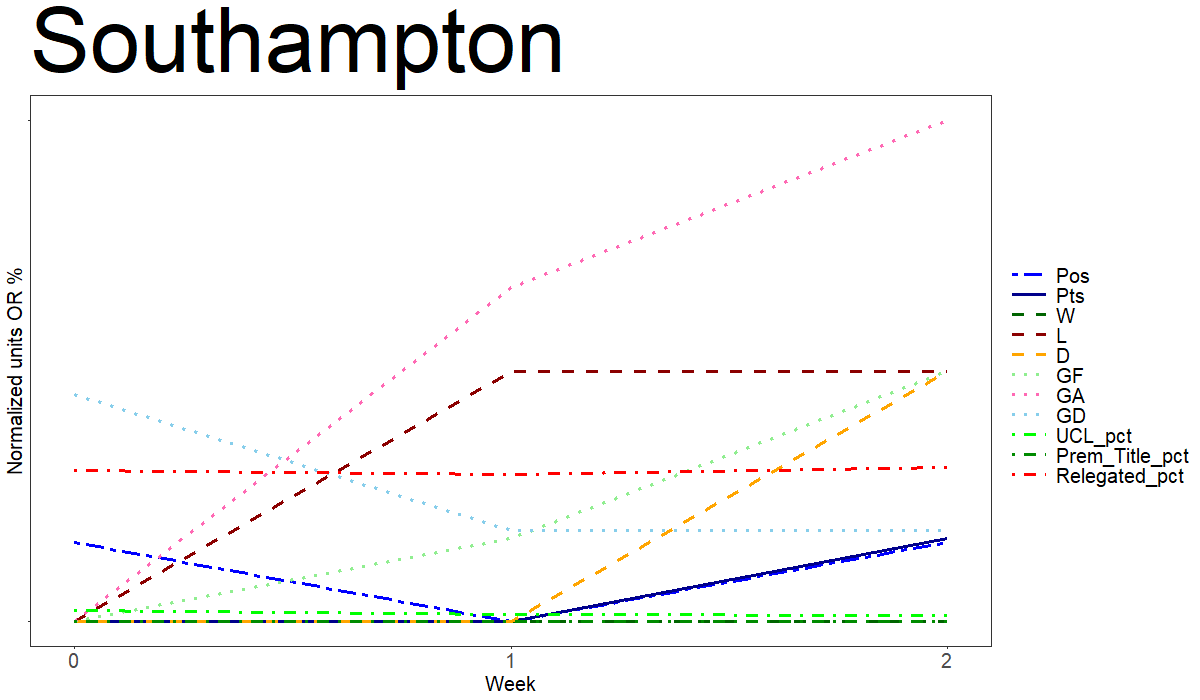 Southampton
Normalized units OR %
0
1
2
Week
Pos
Pts
W
L
D
GF
GA
GD
UCL_pct
Prem_Title_pct
Relegated_pct